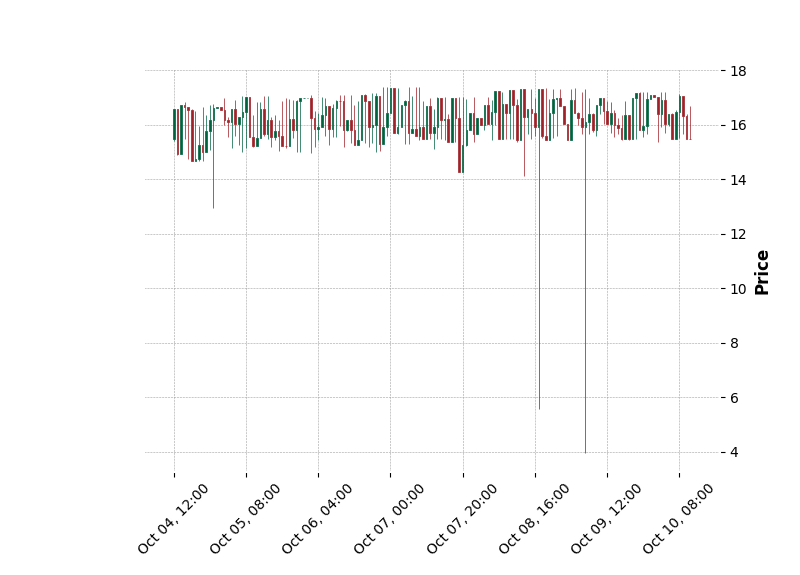 18
16
14
12
10
8
6
4
Price
Oct 04, 12:00
Oct 05, 08:00
Oct 06, 04:00
Oct 07, 00:00
Oct 07, 20:00
Oct 08, 16:00
Oct 09, 12:00
Oct 10, 08:00